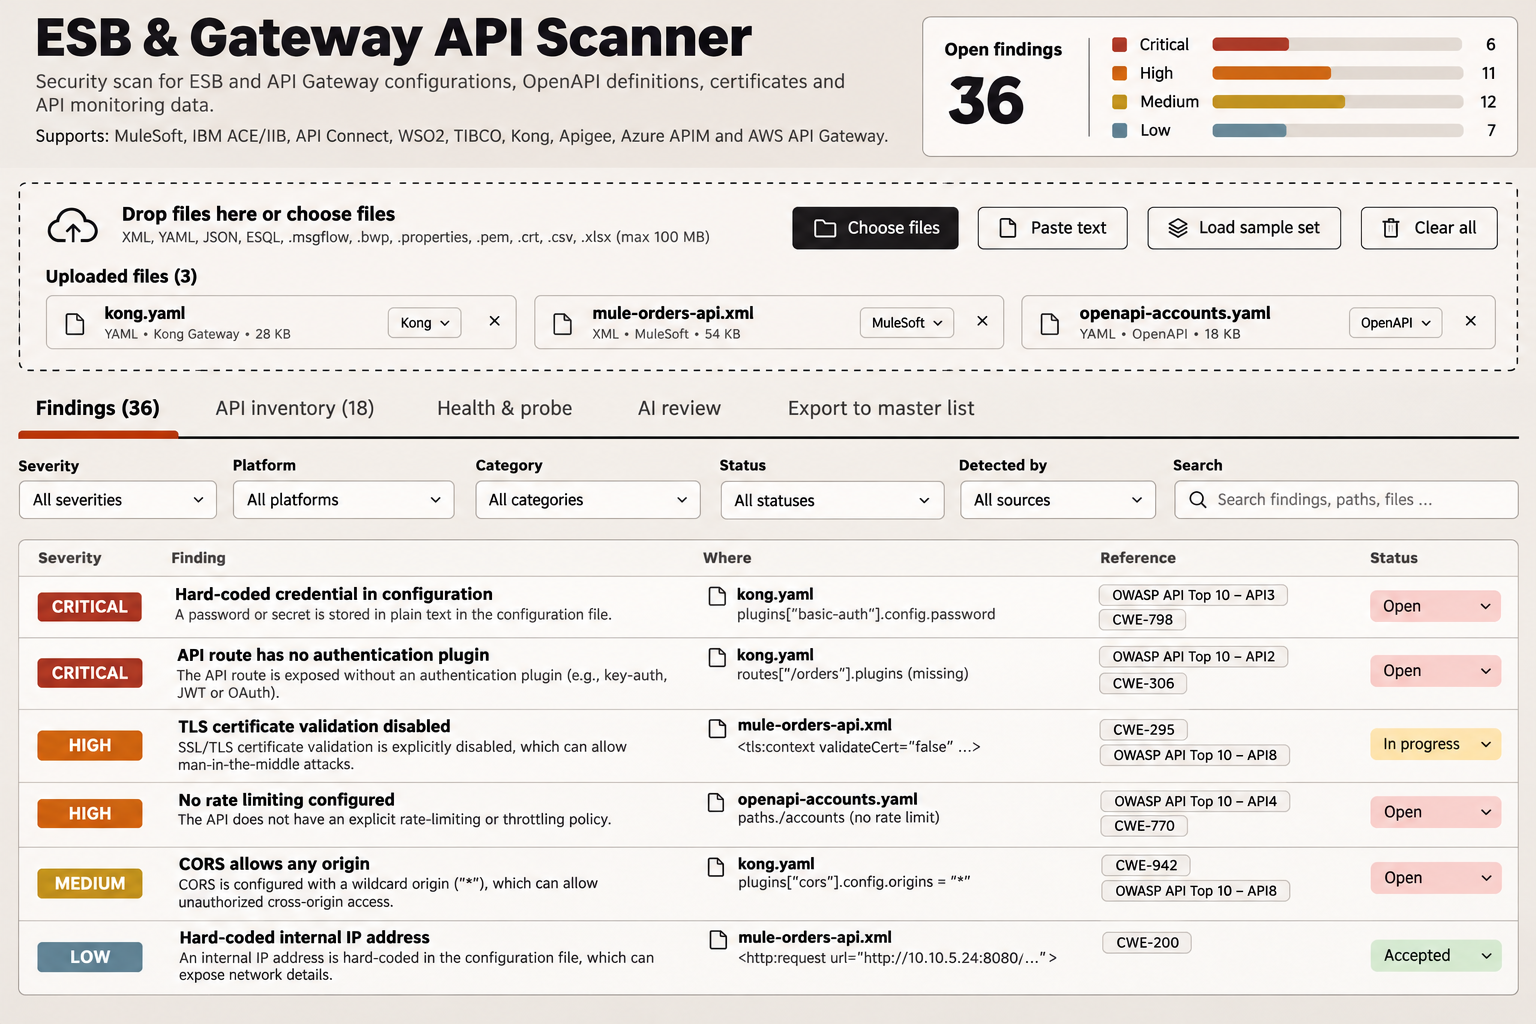 ESB & Gateway API Scanner
Security scan for ESB and API Gateway configurations, OpenAPI definitions, certificates and
API monitoring data.
Supports: MuleSoft, IBM ACE/IIB, API Connect, WSO2, TIBCO, Kong, Apigee, Azure APIM and AWS API Gateway.
Open findings
36
Critical 6
High 11
Medium 12
Low 7
Drop files here or choose files
XML, YAML, JSON, ESQL, .msgflow, .bwp, .properties, .pem, .crt, .csv, .xlsx (max 100 MB)
Choose files
Paste text
Load sample set
Clear all
Uploaded files (3)
kong.yaml
YAML • Kong Gateway • 28 KB
Kong
×
mule-orders-api.xml
XML • MuleSoft • 54 KB
MuleSoft
×
openapi-accounts.yaml
YAML • OpenAPI • 18 KB
OpenAPI
×
Findings (36)
API inventory (18)
Health & probe
AI review
Export to master list
Severity
Platform
Category
Status
Detected by
Search
All severities
All platforms
All categories
All statuses
All sources
Search findings, paths, files ...
Severity
Finding
Where
Reference
Status
CRITICAL
Hard-coded credential in configuration
A password or secret is stored in plain text in the configuration file.
kong.yaml
plugins["basic-auth"].config.password
OWASP API Top 10 – API3
CWE-798
Open
CRITICAL
API route has no authentication plugin
The API route is exposed without an authentication plugin (e.g., key-auth,
JWT or OAuth).
kong.yaml
routes["/orders"].plugins (missing)
OWASP API Top 10 – API2
CWE-306
Open
HIGH
TLS certificate validation disabled
SSL/TLS certificate validation is explicitly disabled, which can allow
man-in-the-middle attacks.
mule-orders-api.xml
<tls:context validateCert="false" ...>
CWE-295
OWASP API Top 10 – API8
In progress
HIGH
No rate limiting configured
The API does not have an explicit rate-limiting or throttling policy.
openapi-accounts.yaml
paths./accounts (no rate limit)
OWASP API Top 10 – API4
CWE-770
Open
MEDIUM
CORS allows any origin
CORS is configured with a wildcard origin ("*"), which can allow
unauthorized cross-origin access.
kong.yaml
plugins["cors"].config.origins = "*"
CWE-942
OWASP API Top 10 – API8
Open
LOW
Hard-coded internal IP address
An internal IP address is hard-coded in the configuration file, which can
expose network details.
mule-orders-api.xml
<http:request url="http://10.10.5.24:8080/..." >
CWE-200
Accepted